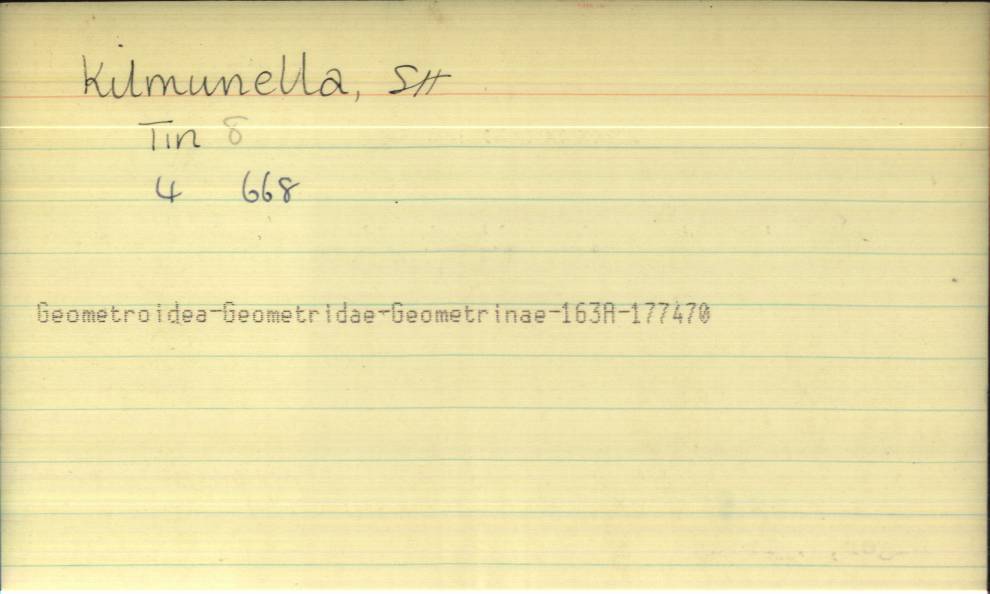 Kilmunella, SH
Tin 8
4 668
Geometroidea-Geometridae-Geometrinae-163A-177470